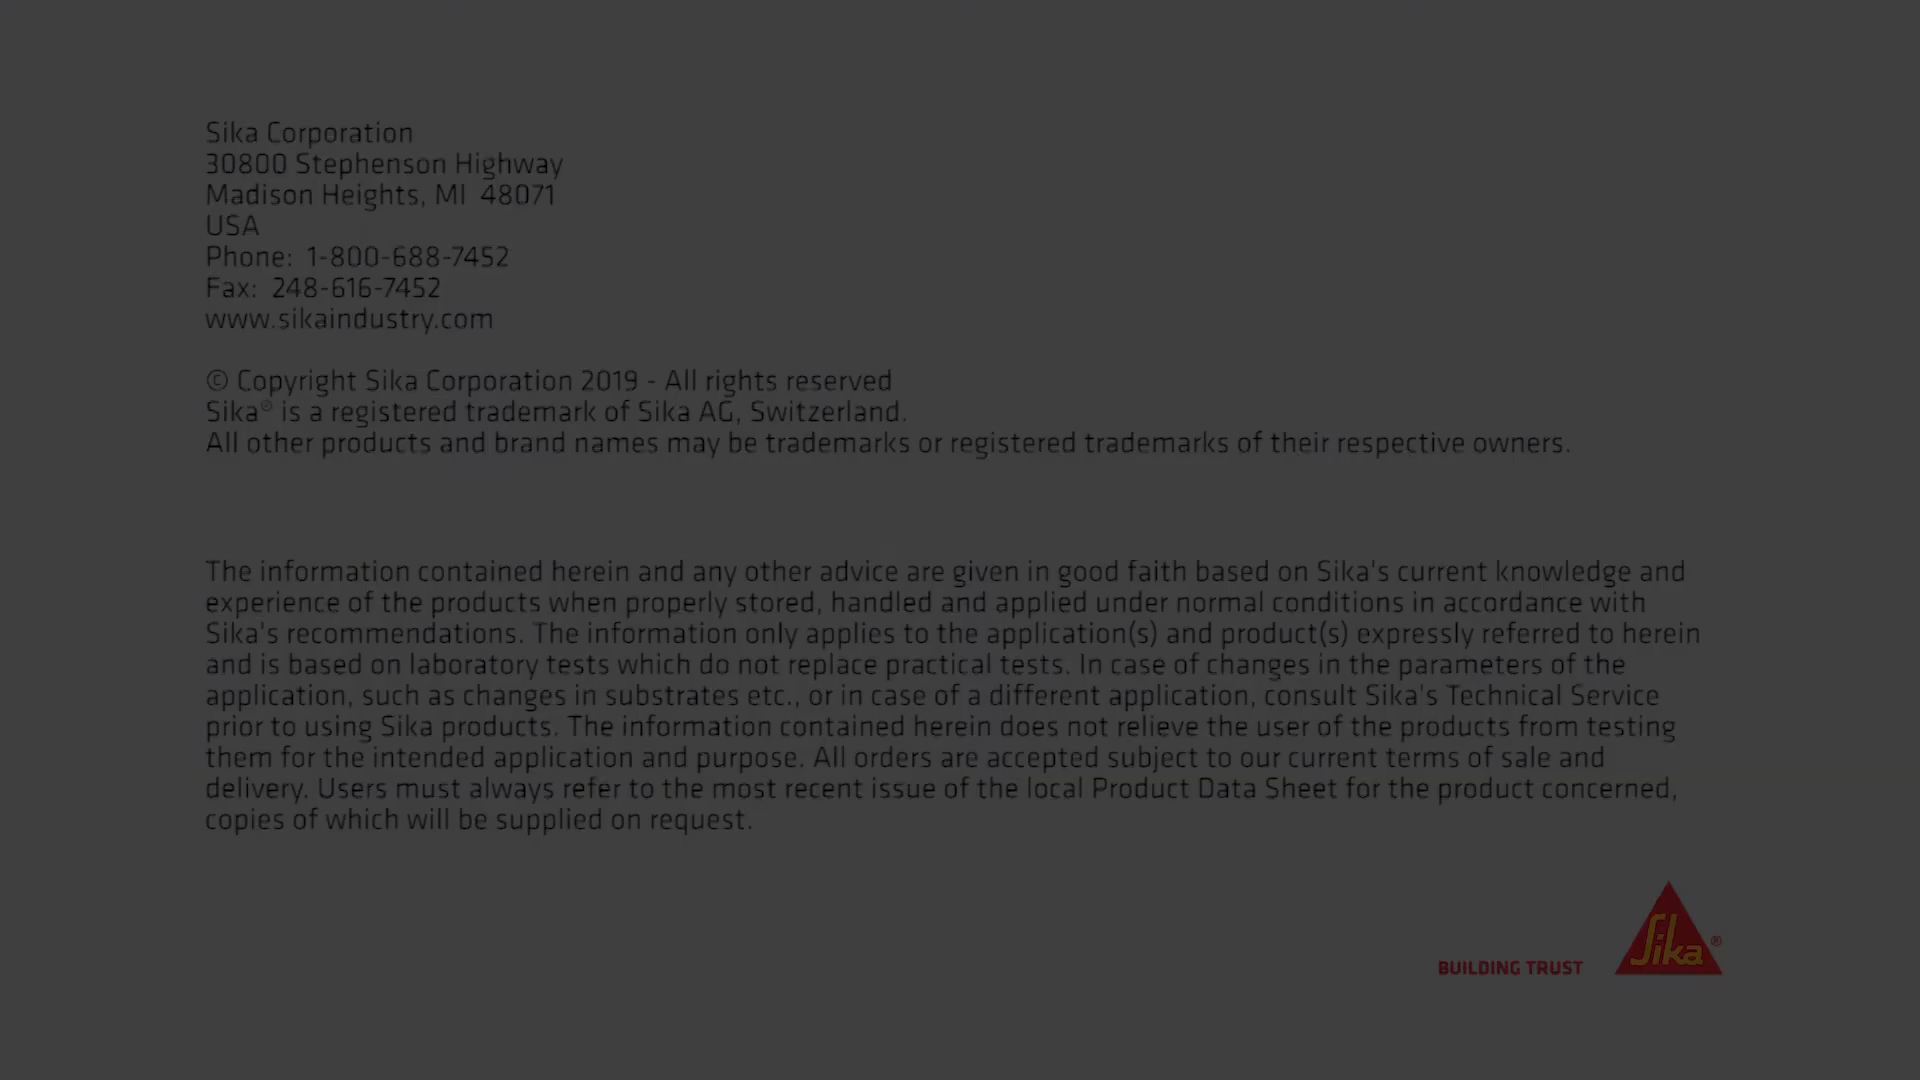 Sika Corporation
30800 Stephenson Highway
Madison Heights, MI  48071
USA
Phone:  1-800-688-7452
Fax:  248-616-7452
www.sikaindustry.com
© Copyright Sika Corporation 2019 - All rights reserved
Sika® is a registered trademark of Sika AG, Switzerland.
All other products and brand names may be trademarks or registered trademarks of their respective owners.
The information contained herein and any other advice are given in good faith based on Sika's current knowledge and
experience of the products when properly stored, handled and applied under normal conditions in accordance with
Sika's recommendations. The information only applies to the application(s) and product(s) expressly referred to herein
and is based on laboratory tests which do not replace practical tests. In case of changes in the parameters of the
application, such as changes in substrates etc., or in case of a different application, consult Sika's Technical Service
prior to using Sika products. The information contained herein does not relieve the user of the products from testing
them for the intended application and purpose. All orders are accepted subject to our current terms of sale and
delivery. Users must always refer to the most recent issue of the local Product Data Sheet for the product concerned,
copies of which will be supplied on request.
BUILDING TRUST
Sika®